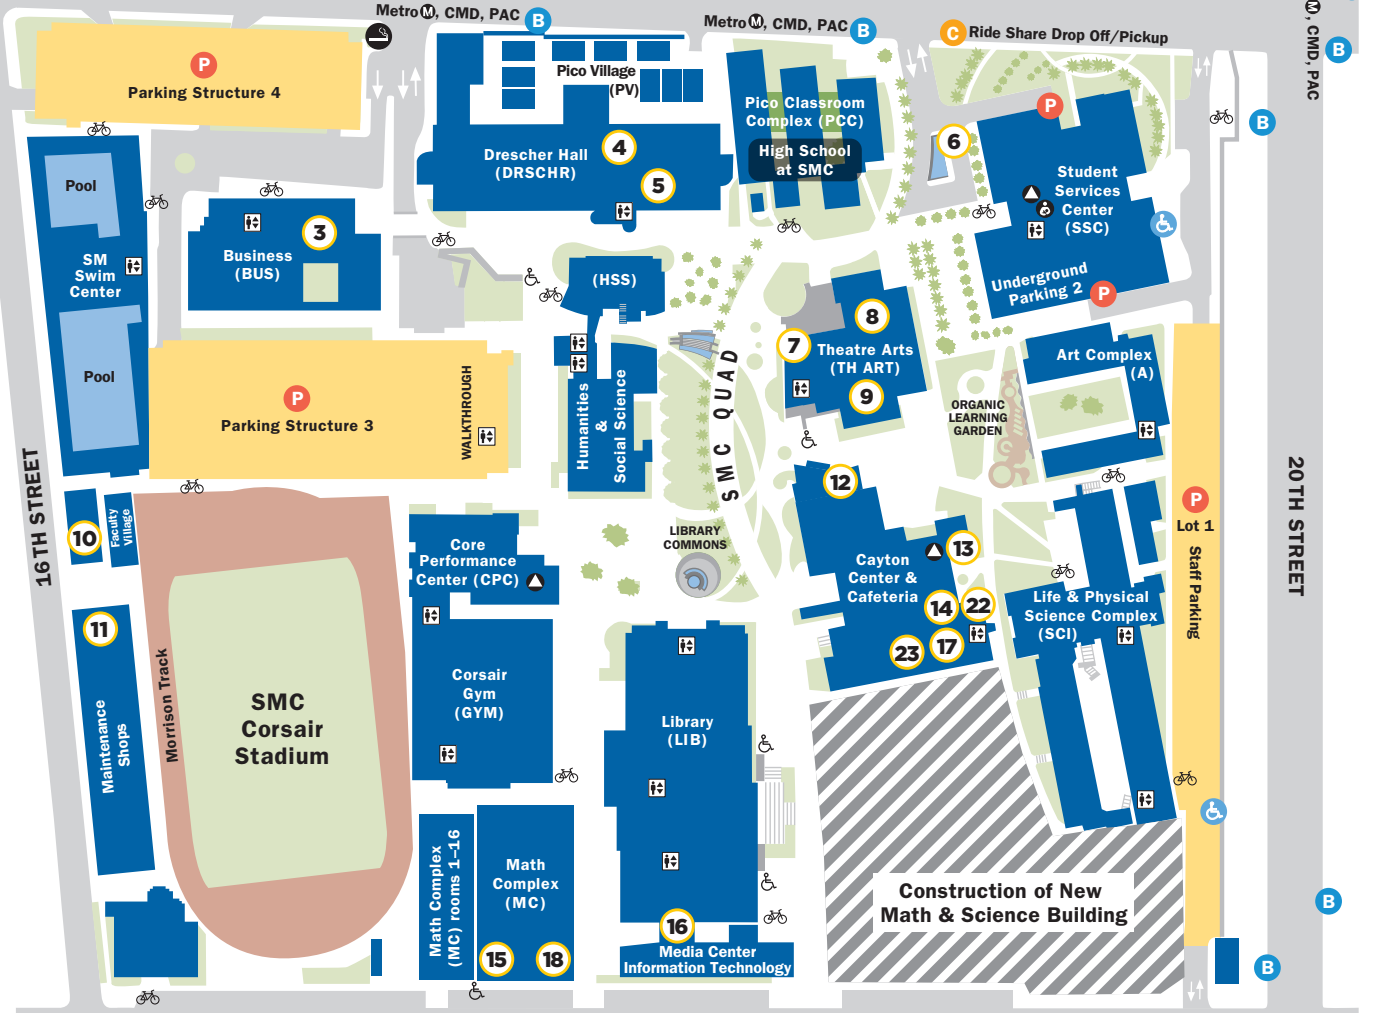 Metro M, CMD, PAC
B
Metro M, CMD, PAC
B
C
Ride Share Drop Off/Pickup
M, CMD, PAC
B
B
P
Parking Structure 4
Pico Village
(PV)
Drescher Hall
(DRSCHR)
4
5
Pico Classroom
Complex (PCC)
High School
at SMC
6
P
Student
Services
Center
(SSC)
Underground
Parking 2
P
Pool
SM
Swim
Center
Pool
3
Business
(BUS)
(HSS)
Humanities
&
Social Science
SMC QUAD
7
8
Theatre Arts
(TH ART)
9
ORGANIC
LEARNING
GARDEN
Art Complex
(A)
P
Parking Structure 3
WALKTHROUGH
16TH STREET
20TH STREET
P
Lot 1
Staff Parking
10
Faculty
Village
11
Maintenance
Shops
Morrison Track
SMC
Corsair
Stadium
Core
Performance
Center (CPC)
Corsair
Gym
(GYM)
LIBRARY
COMMONS
Library
(LIB)
12
Cayton
Center &
Cafeteria
13
14
22
17
23
Life & Physical
Science Complex
(SCI)
Math Complex
(MC) rooms 1–16
Math
Complex
(MC)
15
18
16
Media Center
Information Technology
Construction of New
Math & Science Building
B
B